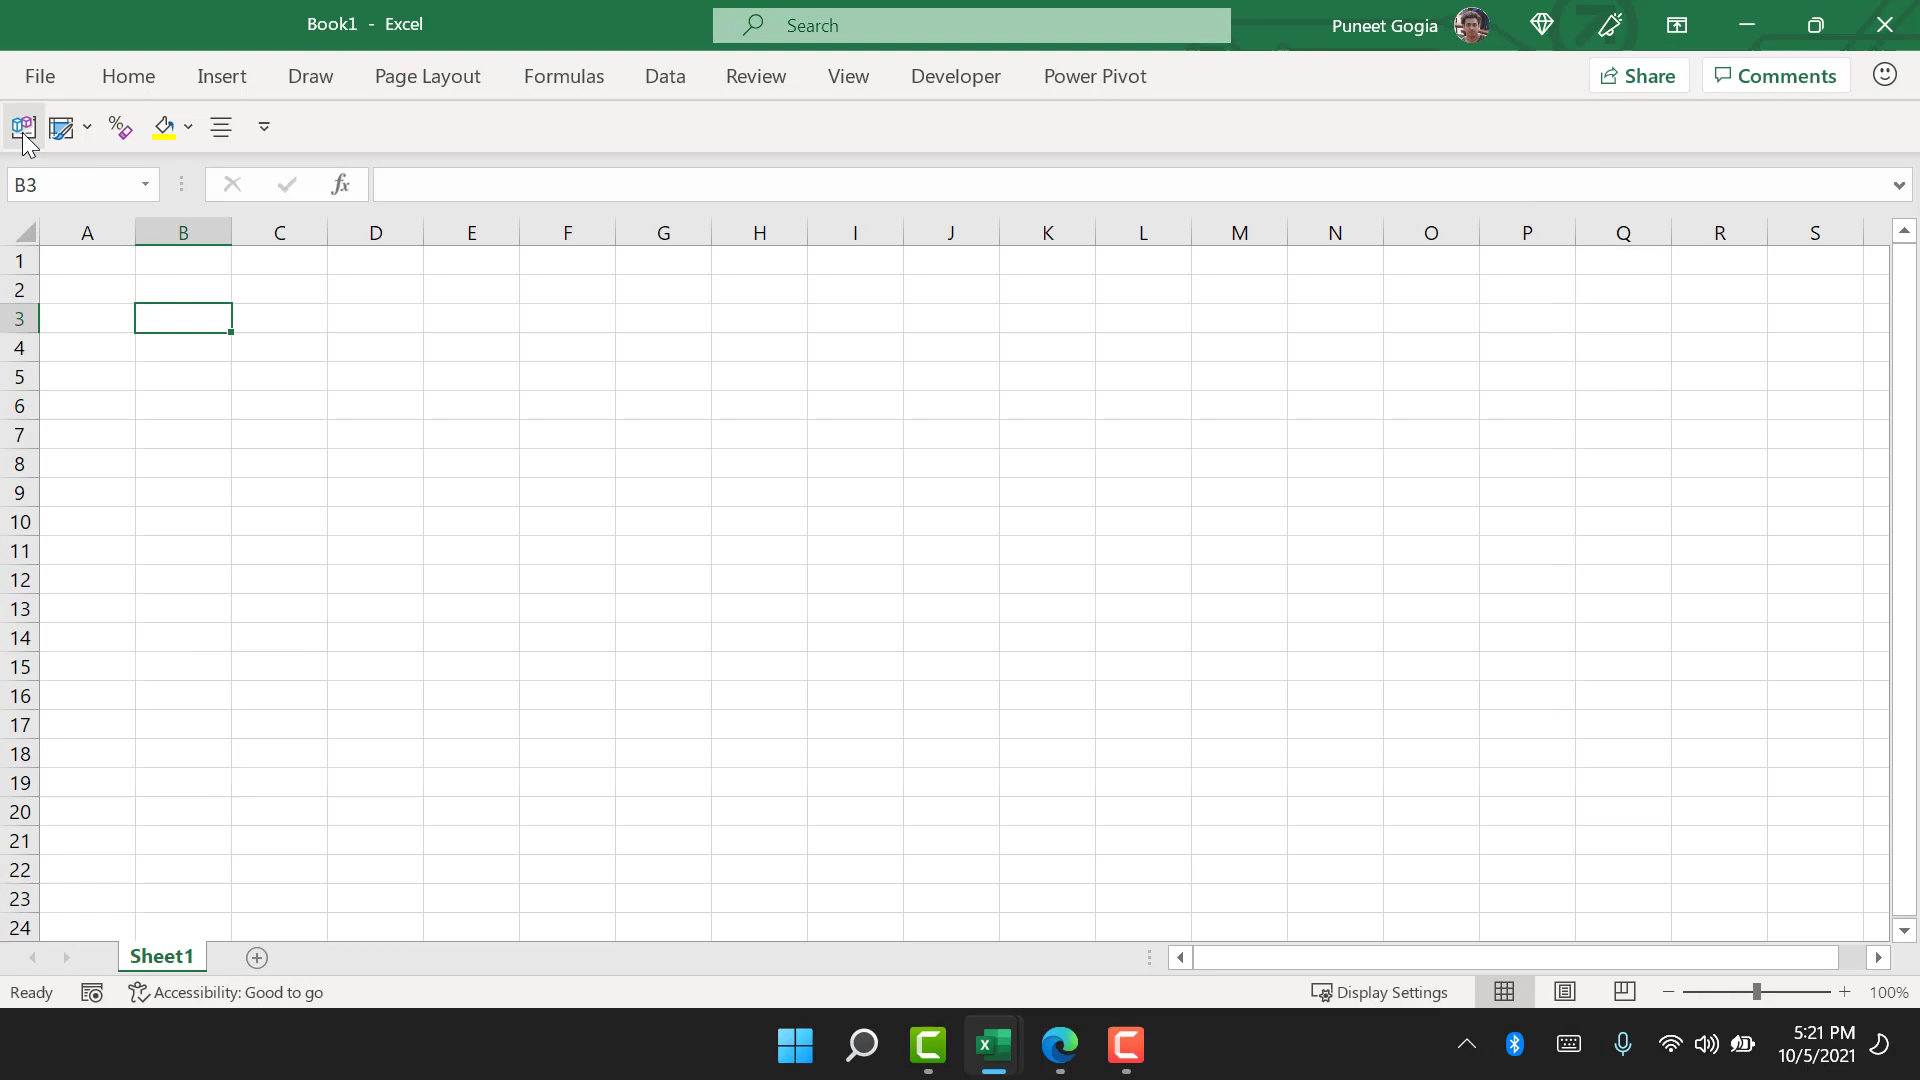 Book1 - Excel
Search
Puneet Gogia
File Home Insert Draw Page Layout Formulas Data Review View Developer Power Pivot
Share Comments
B3
fx
A B C D E F G H I J K L M N O P Q R S
1
2
3
4
5
6
7
8
9
10
11
12
13
14
15
16
17
18
19
20
21
22
23
24
Sheet1
Ready Accessibility: Good to go Display Settings 100%
5:21 PM
10/5/2021